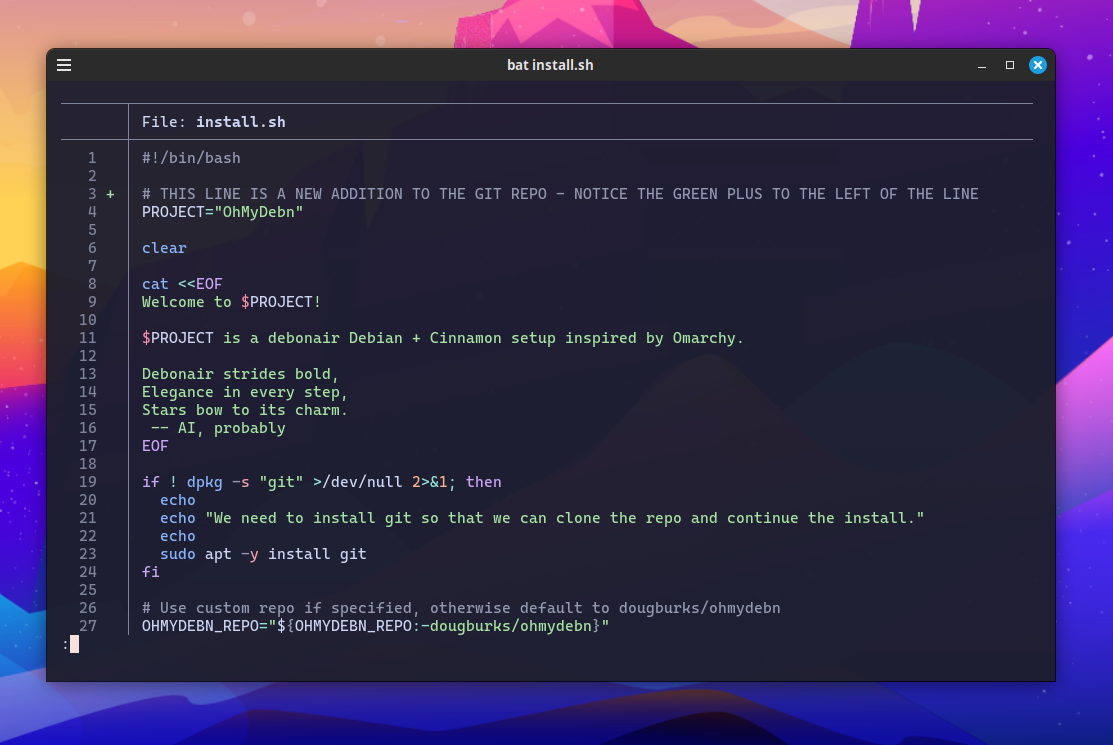 bat install.sh
File: install.sh
1 #!/bin/bash
2
3 + # THIS LINE IS A NEW ADDITION TO THE GIT REPO - NOTICE THE GREEN PLUS TO THE LEFT OF THE LINE
4 PROJECT="OhMyDebn"
5
6 clear
7
8 cat <<EOF
9 Welcome to $PROJECT!
10
11 $PROJECT is a debonair Debian + Cinnamon setup inspired by Omarchy.
12
13 Debonair strides bold,
14 Elegance in every step,
15 Stars bow to its charm.
16  -- AI, probably
17 EOF
18
19 if ! dpkg -s "git" >/dev/null 2>&1; then
20   echo
21   echo "We need to install git so that we can clone the repo and continue the install."
22   echo
23   sudo apt -y install git
24 fi
25
26 # Use custom repo if specified, otherwise default to dougburks/ohmydebn
27 OHMYDEBN_REPO="${OHMYDEBN_REPO:-dougburks/ohmydebn}"
: